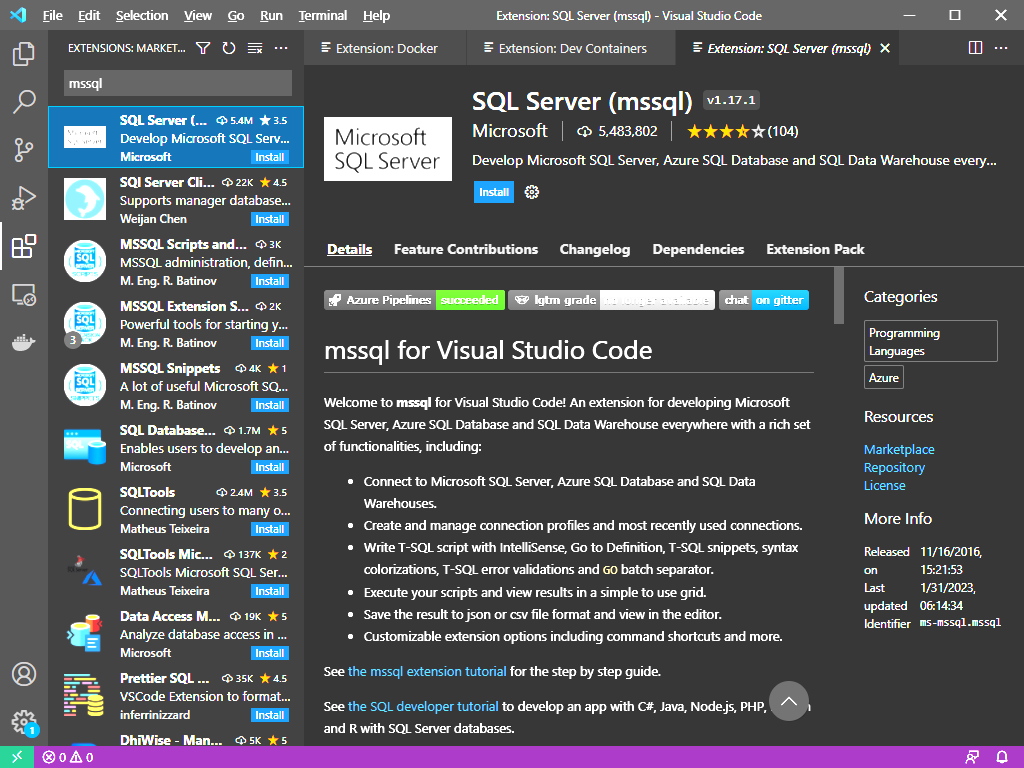 File Edit Selection View Go Run Terminal Help Extension: SQL Server (mssql) - Visual Studio Code
EXTENSIONS: MARKET...
Extension: Docker Extension: Dev Containers Extension: SQL Server (mssql)
mssql
SQL Server (... 5.4M 3.5
Develop Microsoft SQL Serv...
Microsoft Install
SQl Server Cli... 22K 4.5
Supports manager database...
Weijan Chen Install
MSSQL Scripts and... 3K
MSSQL administration, defin...
M. Eng. R. Batinov Install
MSSQL Extension S... 2K
Powerful tools for starting y...
3
M. Eng. R. Batinov Install
MSSQL Snippets 4K 1
A lot of useful Microsoft SQ...
M. Eng. R. Batinov Install
SQL Database... 1.7M 5
Enables users to develop an...
Microsoft Install
SQLTools 2.4M 3.5
Connecting users to many o...
Matheus Teixeira Install
SQLTools Mic... 137K 2
SQLTools Microsoft SQL Ser...
Matheus Teixeira Install
Data Access M... 19K 5
Analyze database access in ...
Microsoft Install
Prettier SQL ... 35K 4.5
VSCode Extension to format...
inferrinizzard Install
DhiWise - Man... 5K 5
1
0 0
Microsoft
SQL Server
SQL Server (mssql) v1.17.1
Microsoft 5,483,802 (104)
Develop Microsoft SQL Server, Azure SQL Database and SQL Data Warehouse every...
Install
Details Feature Contributions Changelog Dependencies Extension Pack
Azure Pipelines succeeded lgtm grade no longer available chat on gitter
mssql for Visual Studio Code
Welcome to mssql for Visual Studio Code! An extension for developing Microsoft
SQL Server, Azure SQL Database and SQL Data Warehouse everywhere with a rich set
of functionalities, including:
• Connect to Microsoft SQL Server, Azure SQL Database and SQL Data
Warehouses.
• Create and manage connection profiles and most recently used connections.
• Write T-SQL script with IntelliSense, Go to Definition, T-SQL snippets, syntax
colorizations, T-SQL error validations and GO batch separator.
• Execute your scripts and view results in a simple to use grid.
• Save the result to json or csv file format and view in the editor.
• Customizable extension options including command shortcuts and more.
See the mssql extension tutorial for the step by step guide.
See the SQL developer tutorial to develop an app with C#, Java, Node.js, PHP,
and R with SQL Server databases.
Categories
Programming
Languages
Azure
Resources
Marketplace
Repository
License
More Info
Released 11/16/2016,
on 15:21:53
Last 1/31/2023,
updated 06:14:34
Identifier ms-mssql.mssql